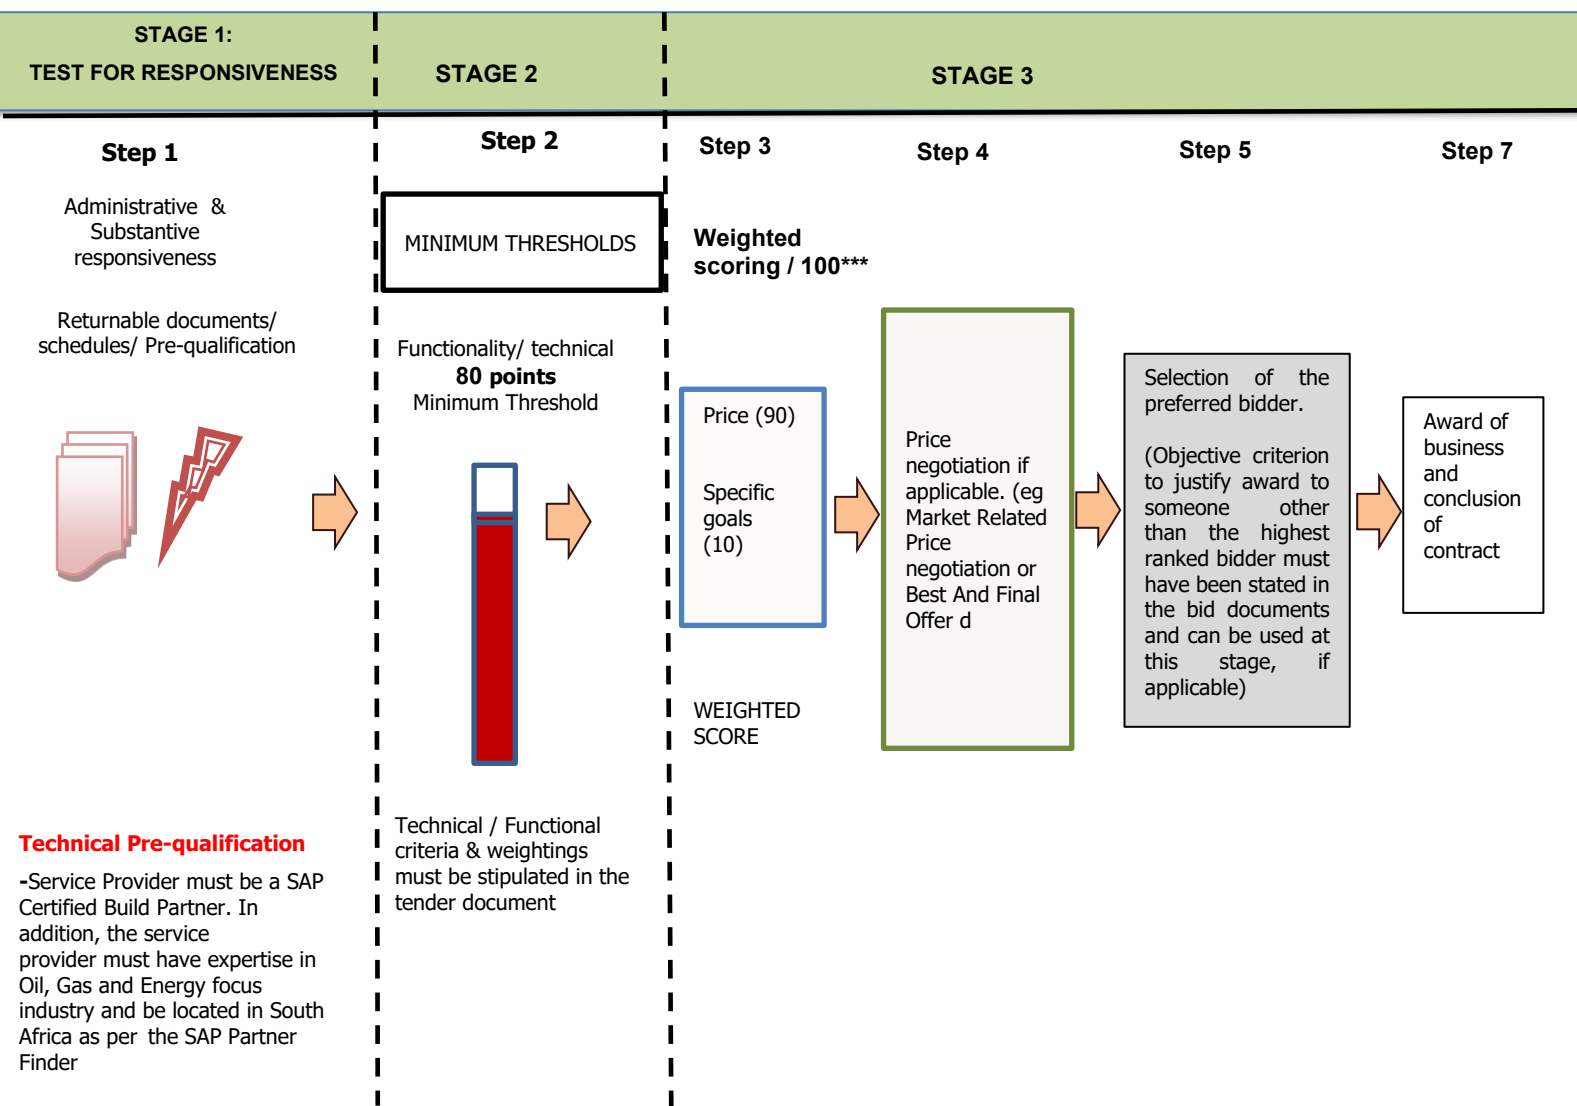 STAGE 1:
TEST FOR RESPONSIVENESS
STAGE 2
STAGE 3
Step 1
Administrative &
Substantive
responsiveness
Returnable documents/
schedules/ Pre-qualification
Technical Pre-qualification
-Service Provider must be a SAP
Certified Build Partner. In
addition, the service
provider must have expertise in
Oil, Gas and Energy focus
industry and be located in South
Africa as per the SAP Partner
Finder
Step 2
MINIMUM THRESHOLDS
Functionality/ technical
80 points
Minimum Threshold
Technical / Functional
criteria & weightings
must be stipulated in the
tender document
Step 3
Weighted
scoring / 100***
Price (90)
Specific
goals
(10)
WEIGHTED
SCORE
Step 4
Price
negotiation if
applicable. (eg
Market Related
Price
negotiation or
Best And Final
Offer d
Step 5
Selection of the
preferred bidder.
(Objective criterion
to justify award to
someone other
than the highest
ranked bidder must
have been stated in
the bid documents
and can be used at
this stage, if
applicable)
Step 7
Award of
business
and
conclusion
of
contract